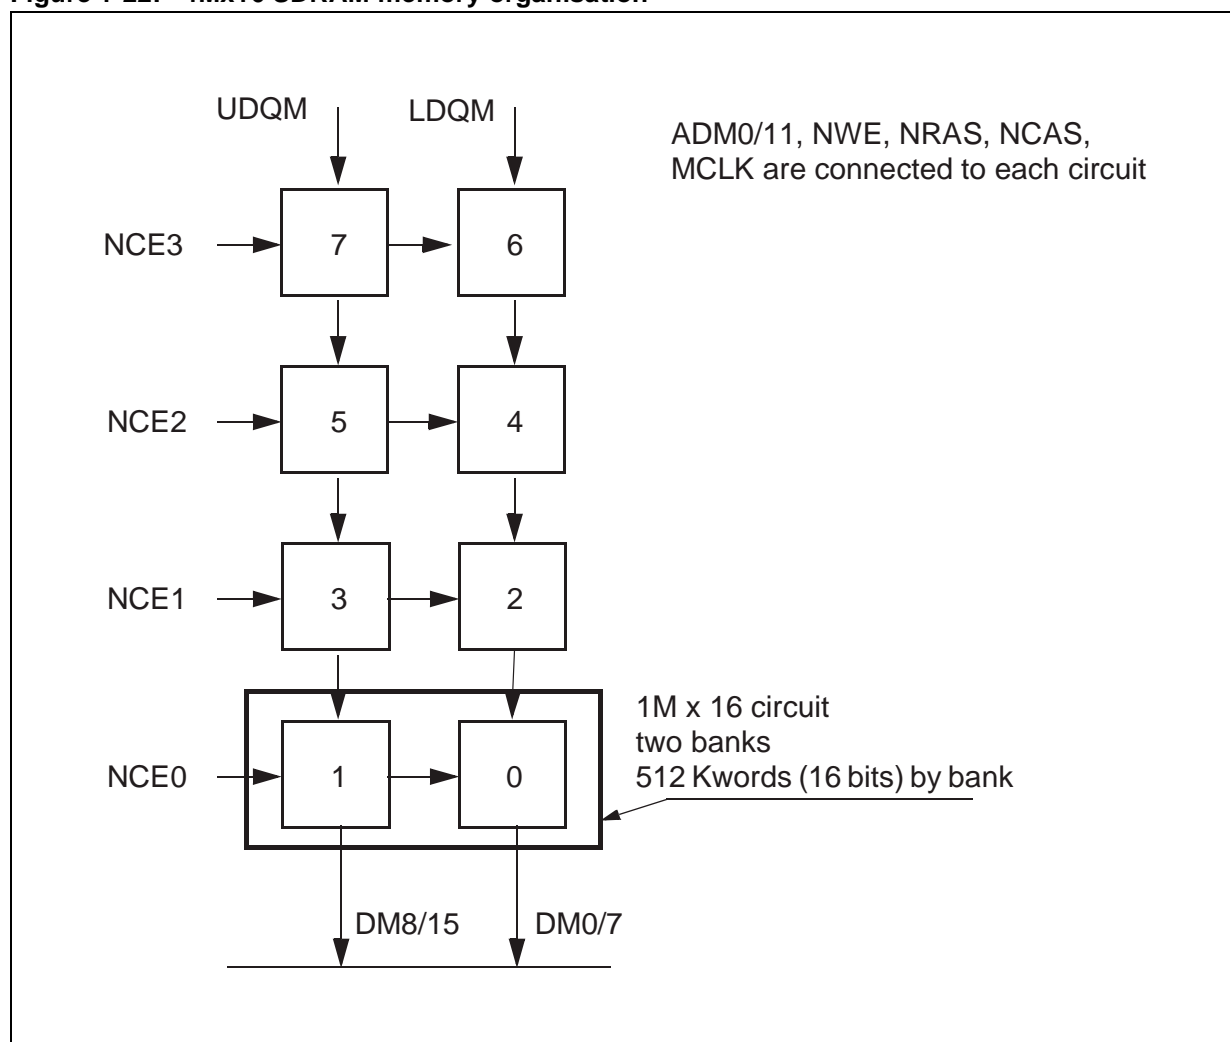 UDQM LDQM
ADM0/11, NWE, NRAS, NCAS,
MCLK are connected to each circuit
NCE3 7 6
NCE2 5 4
NCE1 3 2
1M x 16 circuit
two banks
NCE0 1 0 512 Kwords (16 bits) by bank
DM8/15 DM0/7